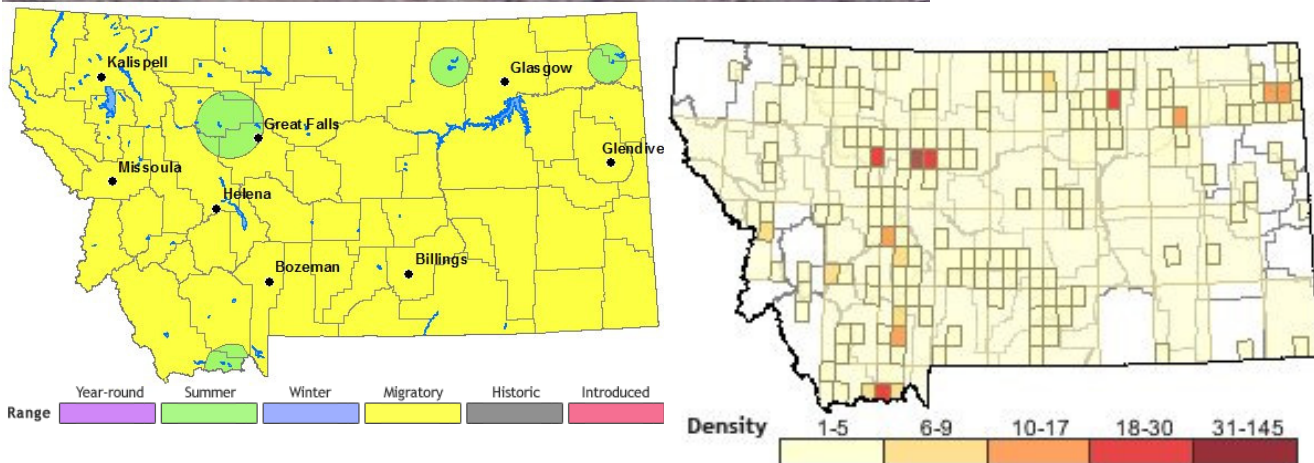 Kalispell
Glasgow
Great Falls
Glendive
Missoula
Helena
Bozeman
Billings
Range Year-round Summer Winter Migratory Historic Introduced
Density 1-5 6-9 10-17 18-30 31-145